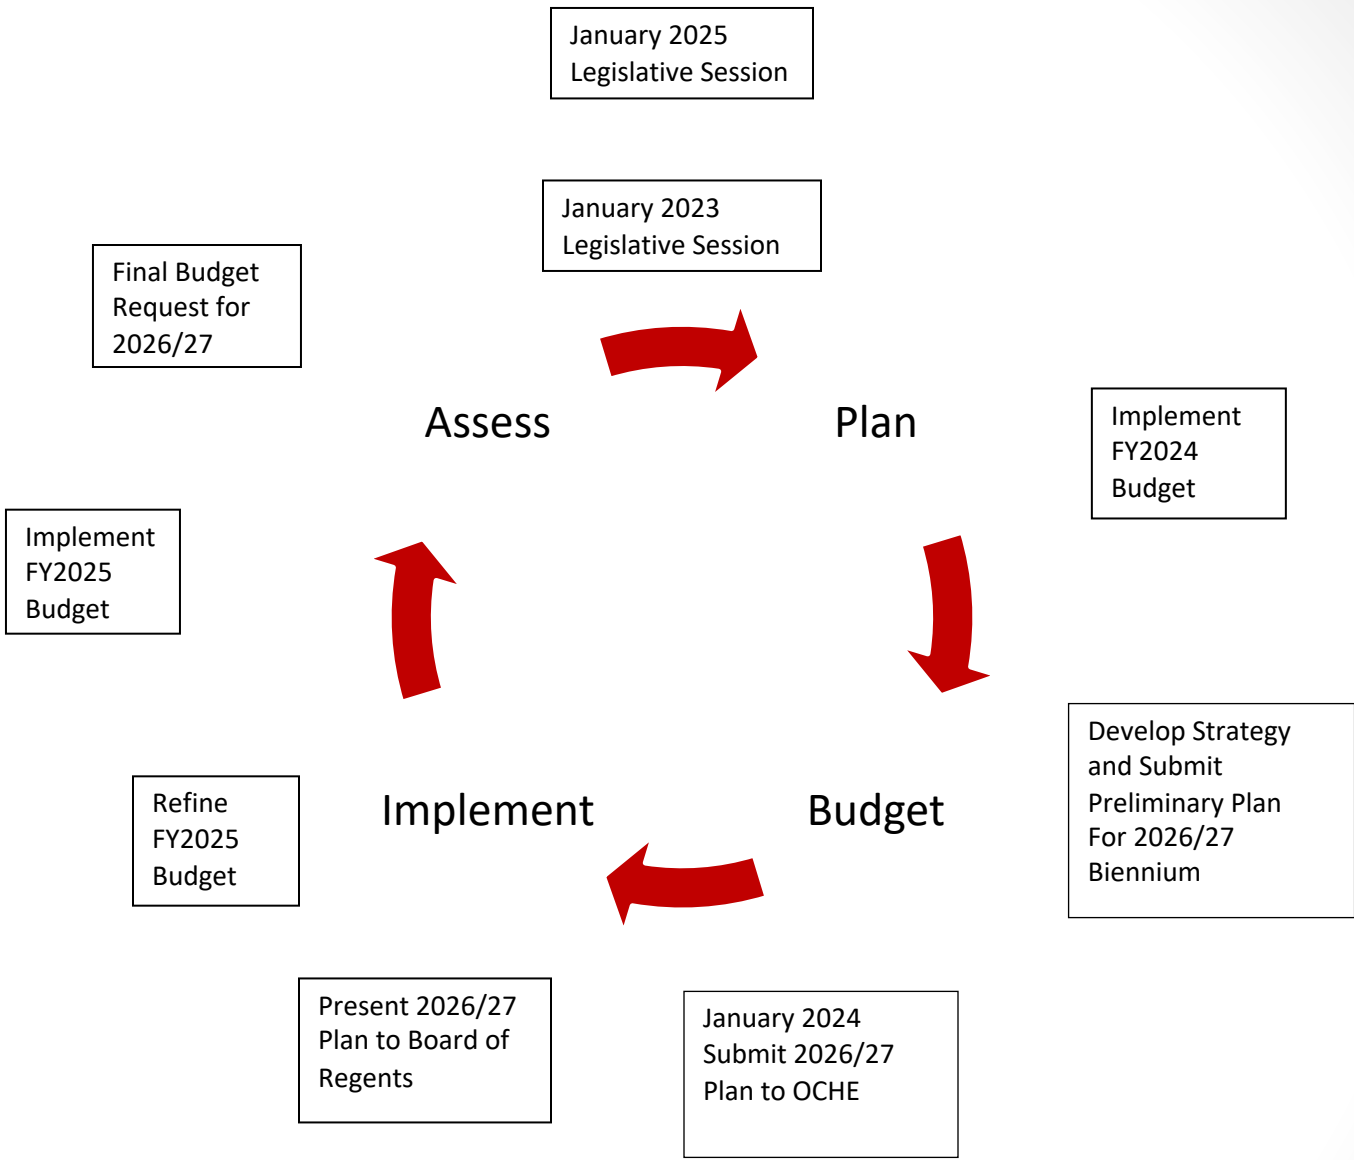 January 2025
Legislative Session
January 2023
Legislative Session
Final Budget
Request for
2026/27
Assess
Plan
Implement
FY2024
Budget
Implement
FY2025
Budget
Develop Strategy
and Submit
Preliminary Plan
For 2026/27
Biennium
Refine
FY2025
Budget
Implement
Budget
Present 2026/27
Plan to Board of
Regents
January 2024
Submit 2026/27
Plan to OCHE